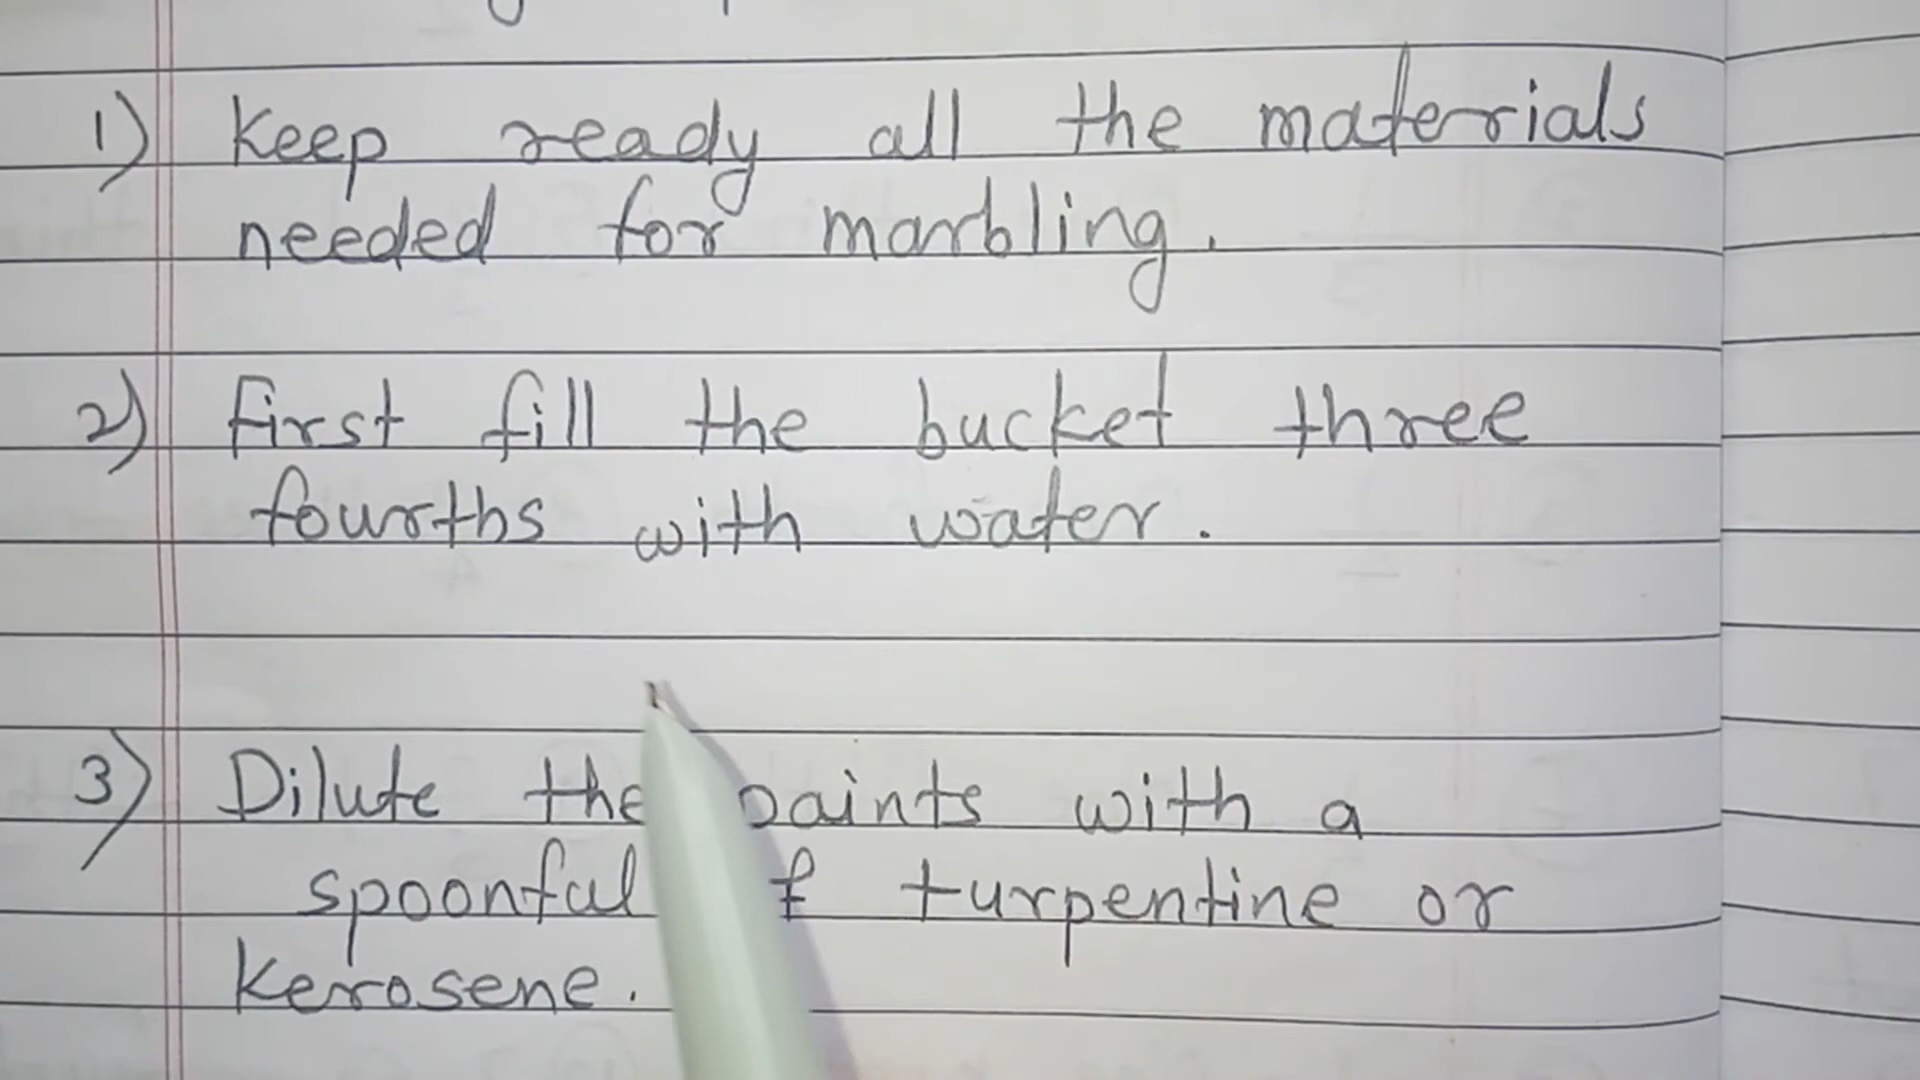 1) Keep ready all the materials
needed for marbling.
2) First fill the bucket three
fourths with water.
3) Dilute the paints with a
spoonful of turpentine or
kerosene.